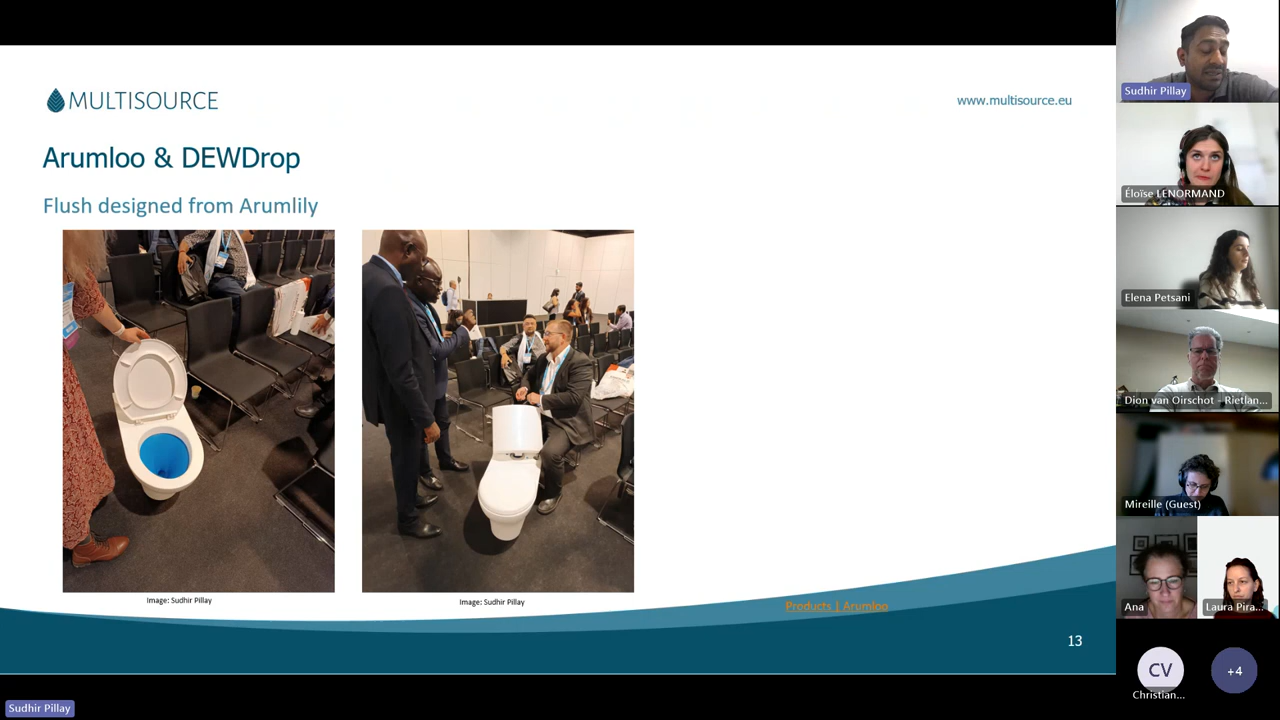 MULTISOURCE
www.multisource.eu
Arumloo & DEWDrop
Flush designed from Arumlily
Image: Sudhir Pillay
Image: Sudhir Pillay
Products | Arumloo
13
Sudhir Pillay
Sudhir Pillay
Éloïse LENORMAND
Elena Petsani
Dion van Oirschot - Rietlan...
Mireille (Guest)
Ana
Laura Pira...
CV
Christian...
+4